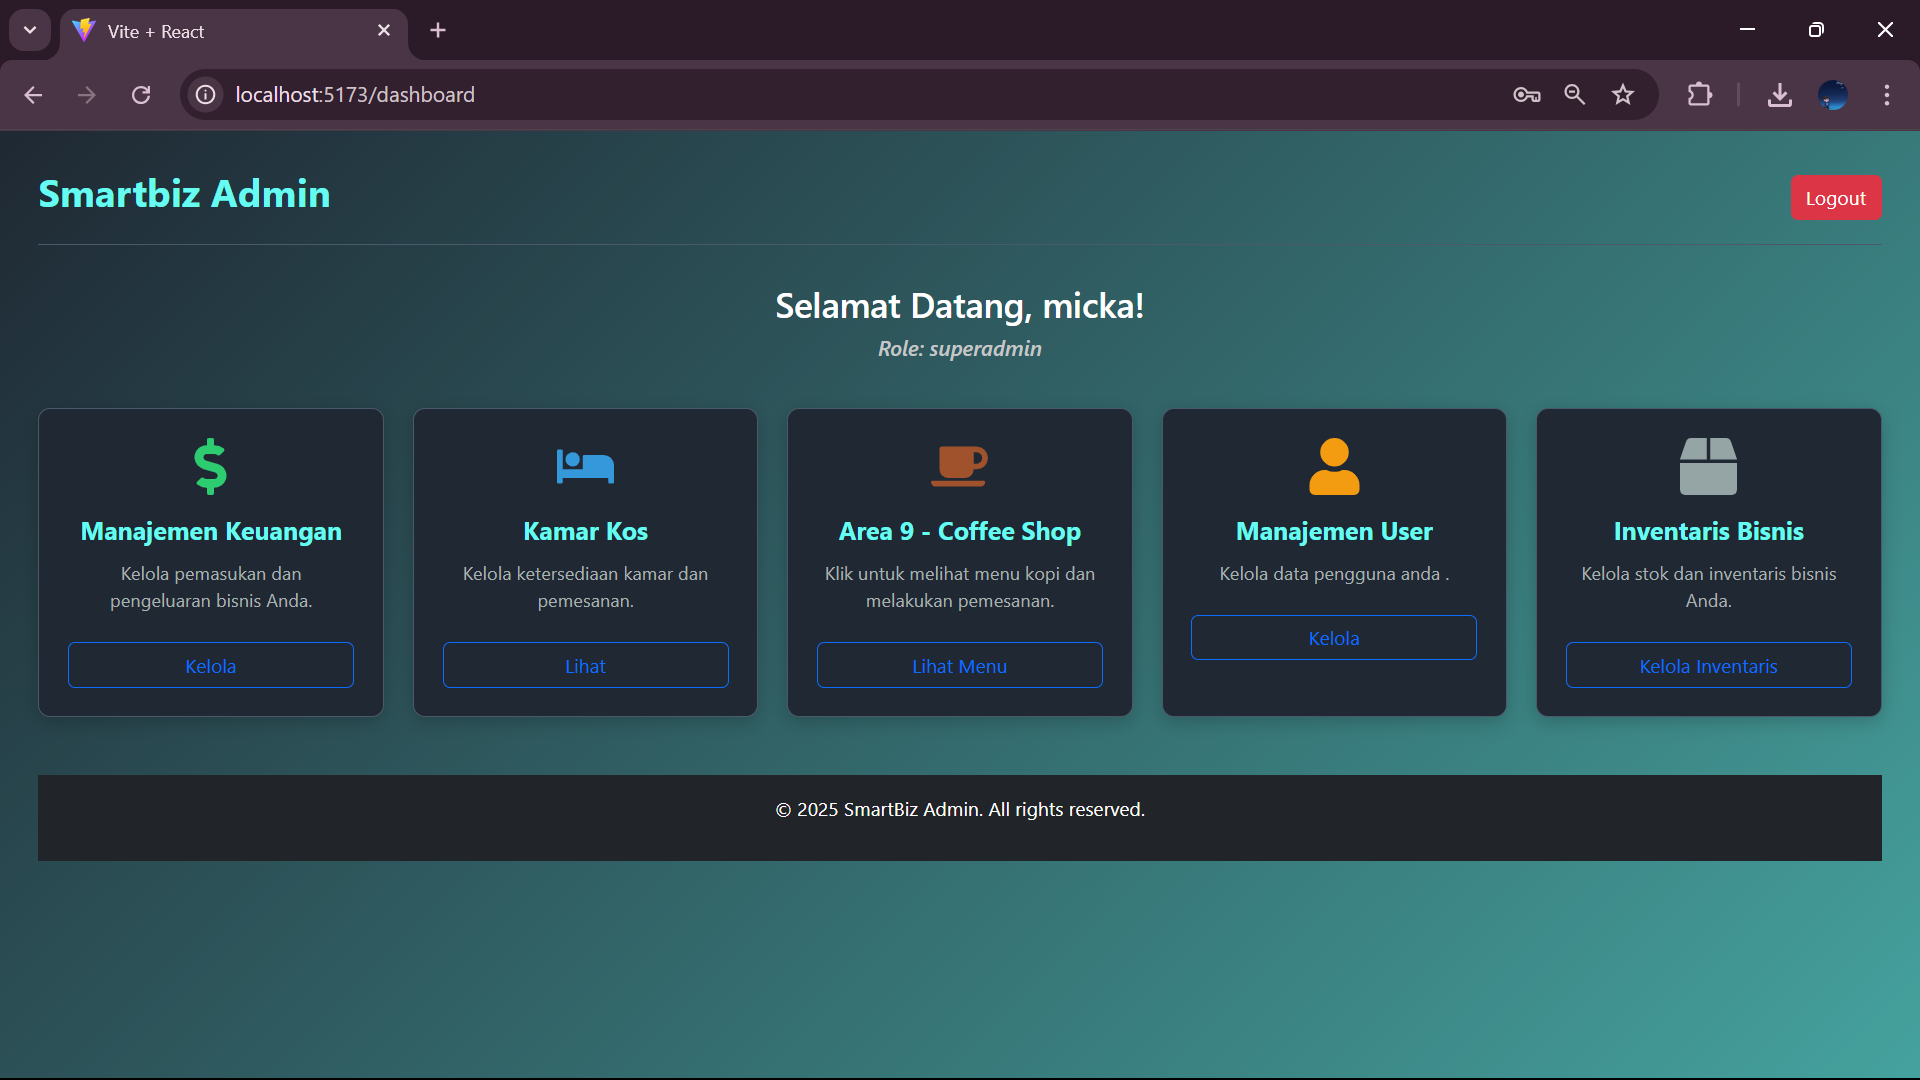 Vite + React
localhost:5173/dashboard
Smartbiz Admin
Logout
Selamat Datang, micka!
Role: superadmin
Manajemen Keuangan
Kelola pemasukan dan
pengeluaran bisnis Anda.
Kelola
Kamar Kos
Kelola ketersediaan kamar dan
pemesanan.
Lihat
Area 9 - Coffee Shop
Klik untuk melihat menu kopi dan
melakukan pemesanan.
Lihat Menu
Manajemen User
Kelola data pengguna anda .
Kelola
Inventaris Bisnis
Kelola stok dan inventaris bisnis
Anda.
Kelola Inventaris
© 2025 SmartBiz Admin. All rights reserved.